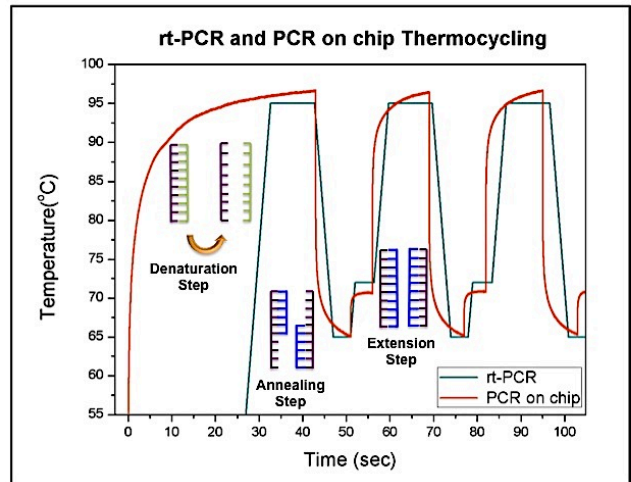 rt-PCR and PCR on chip Thermocycling
100
95
90
85
80
75
70
65
60
55
Temperature(°C)
Denaturation
Step
Annealing
Step
Extension
Step
rt-PCR
PCR on chip
0 10 20 30 40 50 60 70 80 90 100
Time (sec)